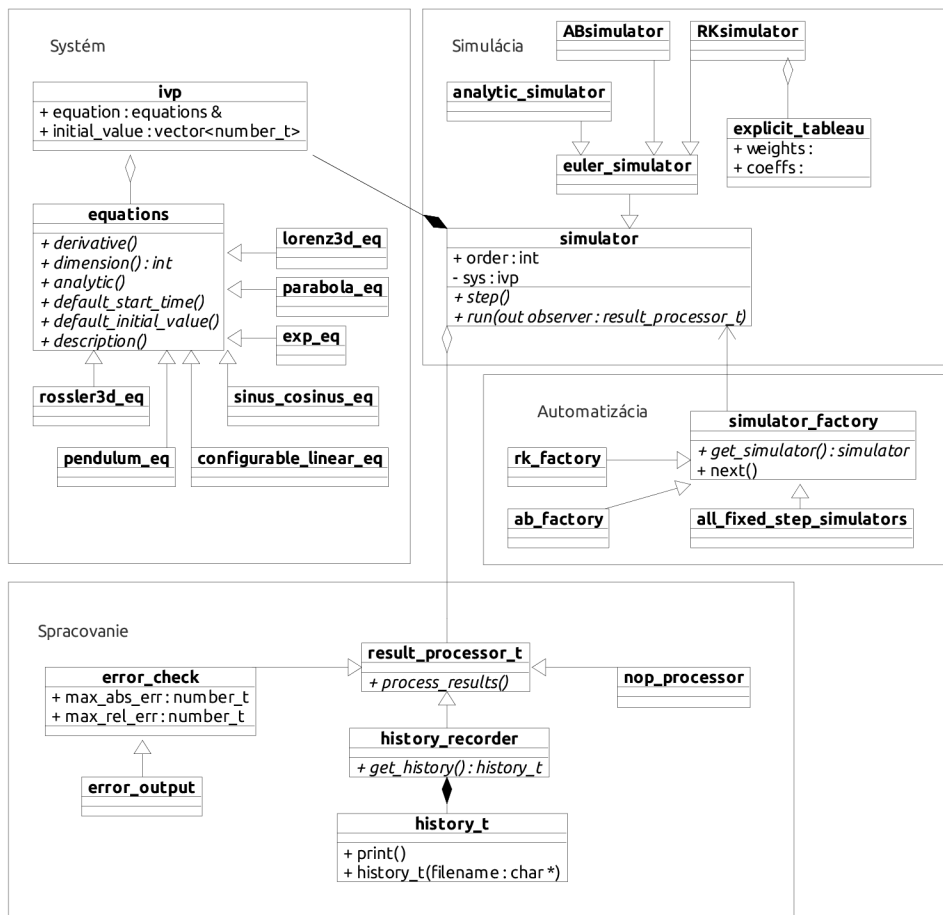 Systém
ivp
+ equation : equations &
+ initial_value : vector<number_t>
equations
+ derivative()
+ dimension() : int
+ analytic()
+ default_start_time()
+ default_initial_value()
+ description()
lorenz3d_eq
parabola_eq
exp_eq
rossler3d_eq
sinus_cosinus_eq
pendulum_eq
configurable_linear_eq
Simulácia
ABsimulator
RKsimulator
analytic_simulator
explicit_tableau
+ weights :
+ coeffs :
euler_simulator
simulator
+ order : int
- sys : ivp
+ step()
+ run(out observer : result_processor_t)
Automatizácia
simulator_factory
+ get_simulator() : simulator
+ next()
rk_factory
ab_factory
all_fixed_step_simulators
Spracovanie
result_processor_t
+ process_results()
error_check
+ max_abs_err : number_t
+ max_rel_err : number_t
nop_processor
history_recorder
+ get_history() : history_t
error_output
history_t
+ print()
+ history_t(filename : char *)